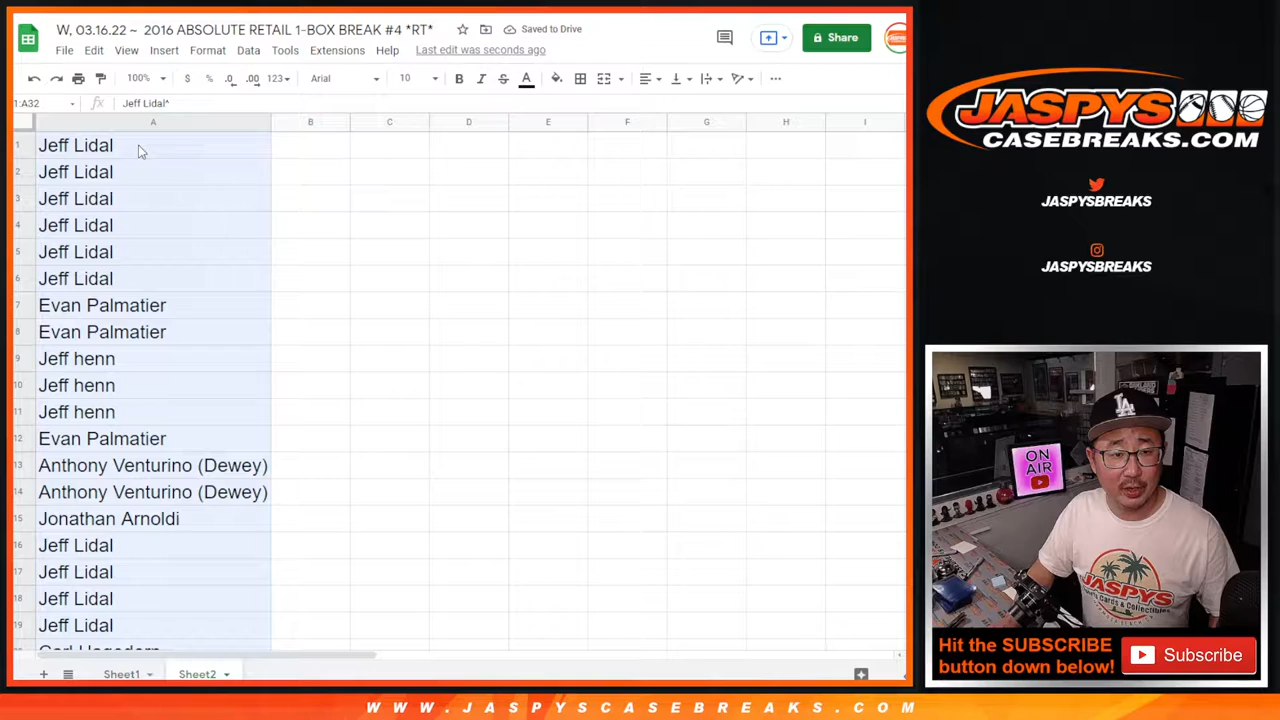 W, 03.16.22 ~ 2016 ABSOLUTE RETAIL 1-BOX BREAK #4 *RT*
Saved to Drive
File Edit View Insert Format Data Tools Extensions Help Last edit was seconds ago
Share
100% $ % .0 .00 123 Arial 10 B I S A
1:A32 fx Jeff Lidal^
A B C D E F G H I
1 Jeff Lidal
2 Jeff Lidal
3 Jeff Lidal
4 Jeff Lidal
5 Jeff Lidal
6 Jeff Lidal
7 Evan Palmatier
8 Evan Palmatier
9 Jeff henn
10 Jeff henn
11 Jeff henn
12 Evan Palmatier
13 Anthony Venturino (Dewey)
14 Anthony Venturino (Dewey)
15 Jonathan Arnoldi
16 Jeff Lidal
17 Jeff Lidal
18 Jeff Lidal
19 Jeff Lidal
Sheet1 Sheet2
JASPYS
CASEBREAKS.COM
JASPYSBREAKS
JASPYSBREAKS
ON
AIR
LA
JASPYS
Hit the SUBSCRIBE
button down below!
Subscribe
WWW.JASPYSCASEBREAKS.COM